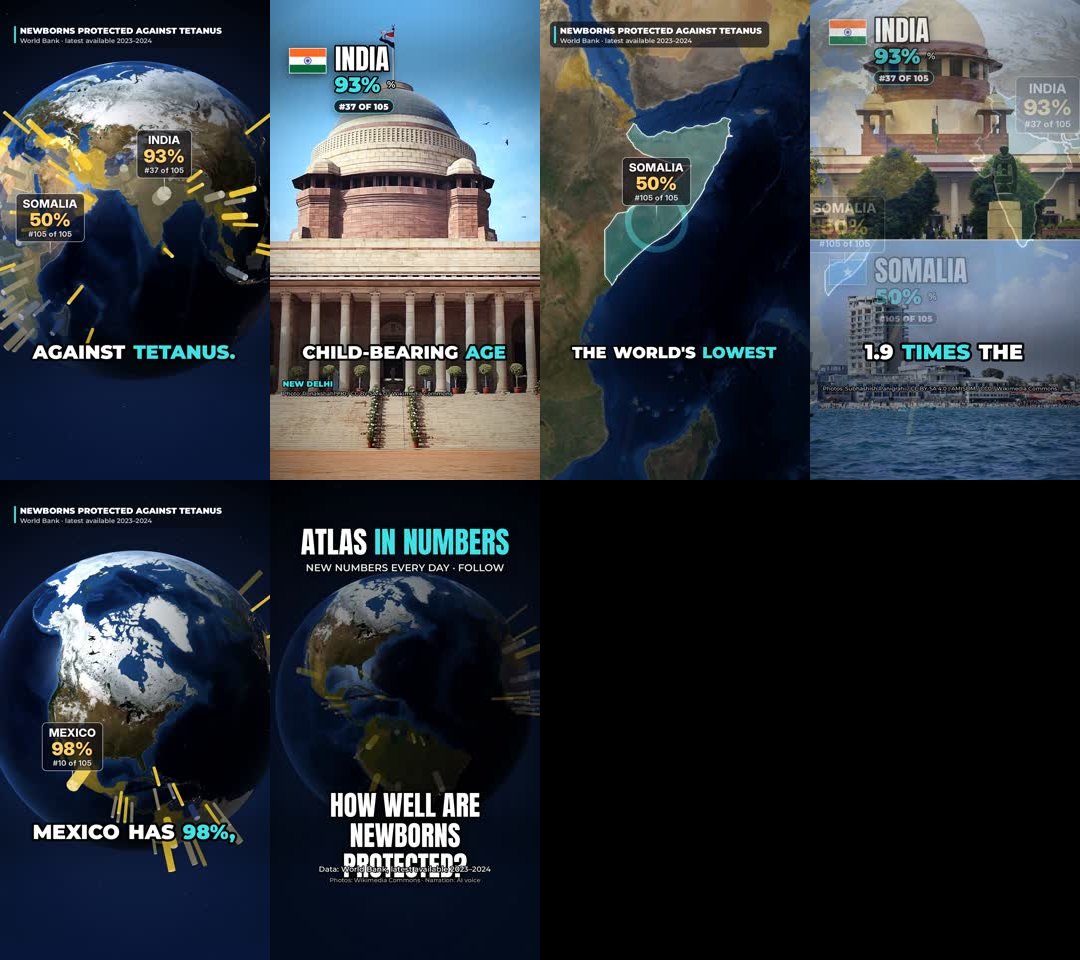 NEWBORNS PROTECTED AGAINST TETANUS
World Bank · latest available 2023–2024
INDIA
93%
#37 of 105
SOMALIA
50%
#105 of 105
AGAINST TETANUS.
INDIA
93% %
#37 OF 105
CHILD-BEARING AGE
NEW DELHI
NEWBORNS PROTECTED AGAINST TETANUS
World Bank · latest available 2023–2024
SOMALIA
50%
#105 of 105
THE WORLD'S LOWEST
INDIA
93% %
#37 OF 105
INDIA
93%
#37 of 105
SOMALIA
50%
#105 of 105
SOMALIA
50% %
#105 OF 105
1.9 TIMES THE
NEWBORNS PROTECTED AGAINST TETANUS
World Bank · latest available 2023–2024
MEXICO
98%
#10 of 105
MEXICO HAS 98%,
ATLAS IN NUMBERS
NEW NUMBERS EVERY DAY · FOLLOW
HOW WELL ARE
NEWBORNS
PROTECTED?
Data: World Bank, latest available 2023–2024
Photos: Wikimedia Commons · Narration: AI voice